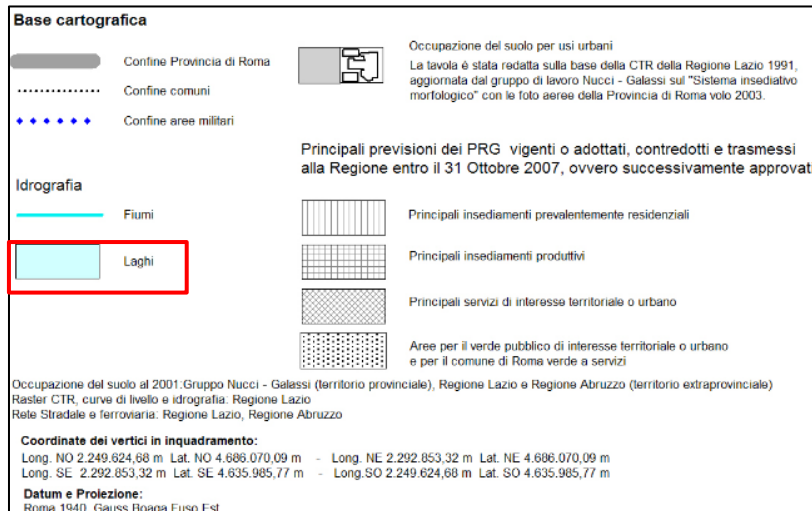 Base cartografica
Confine Provincia di Roma
Confine comuni
Confine aree militari
Occupazione del suolo per usi urbani
La tavola è stata redatta sulla base della CTR della Regione Lazio 1991,
aggiornata dal gruppo di lavoro Nucci - Galassi sul "Sistema insediativo
morfologico" con le foto aeree della Provincia di Roma volo 2003.
Principali previsioni dei PRG vigenti o adottati, contredotti e trasmessi
alla Regione entro il 31 Ottobre 2007, ovvero successivamente approvat
Idrografia
Fiumi
Laghi
Principali insediamenti prevalentemente residenziali
Principali insediamenti produttivi
Principali servizi di interesse territoriale o urbano
Aree per il verde pubblico di interesse territoriale o urbano
e per il comune di Roma verde a servizi
Occupazione del suolo al 2001:Gruppo Nucci - Galassi (territorio provinciale), Regione Lazio e Regione Abruzzo (territorio extraprovinciale)
Raster CTR, curve di livello e idrografia: Regione Lazio
Rete Stradale e ferroviaria: Regione Lazio, Regione Abruzzo
Coordinate dei vertici in inquadramento:
Long. NO 2.249.624,68 m Lat. NO 4.686.070,09 m - Long. NE 2.292.853,32 m Lat. NE 4.686.070,09 m
Long. SE 2.292.853,32 m Lat. SE 4.635.985,77 m - Long.SO 2.249.624,68 m Lat. SO 4.635.985,77 m
Datum e Proiezione:
Roma 1940, Gauss Boaga Fuso Est